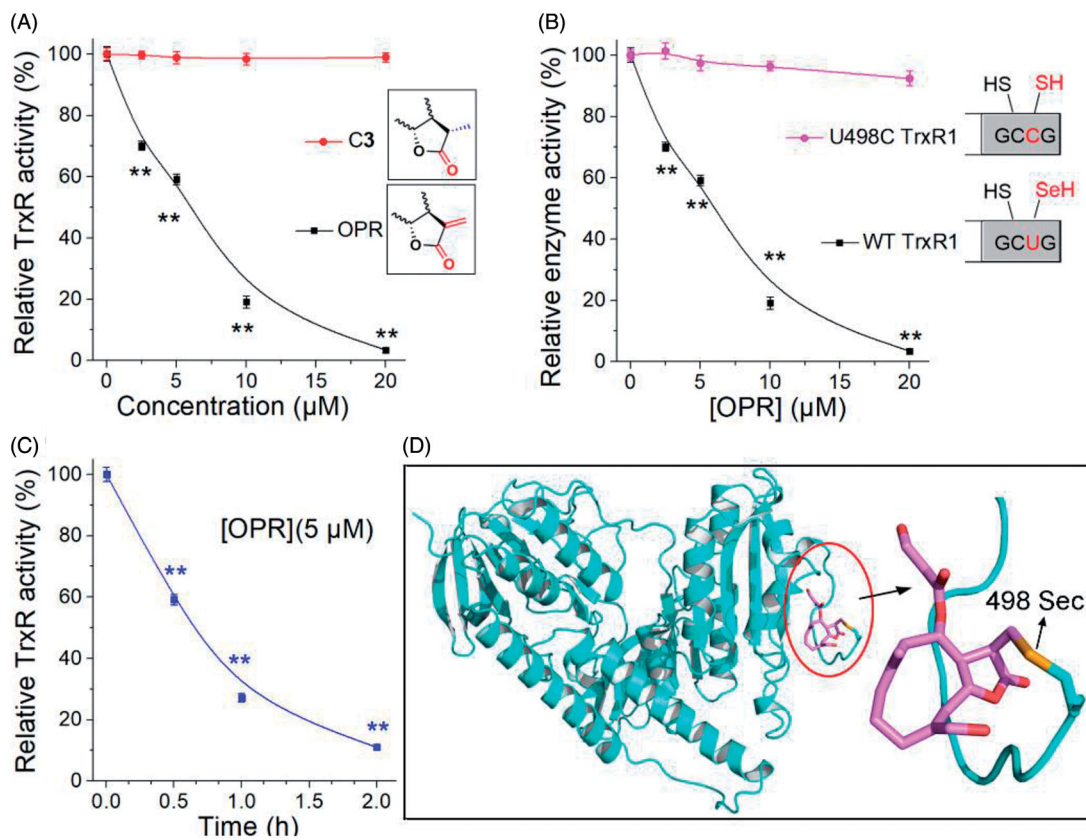 (A)
Relative TrxR activity (%)
100
80
60
40
20
0
**
**
**
**
C3
O
O
OPR
O
O
0 5 10 15 20
Concentration (µM)
(B)
Relative enzyme activity (%)
100
80
60
40
20
0
**
**
**
**
U498C TrxR1
HS SH
GCCG
WT TrxR1
HS SeH
GCUG
0 5 10 15 20
[OPR] (µM)
(C)
Relative TrxR activity (%)
100
80
60
40
20
0
[OPR](5 µM)
**
**
**
0.0 0.5 1.0 1.5 2.0
Time (h)
(D)
498 Sec